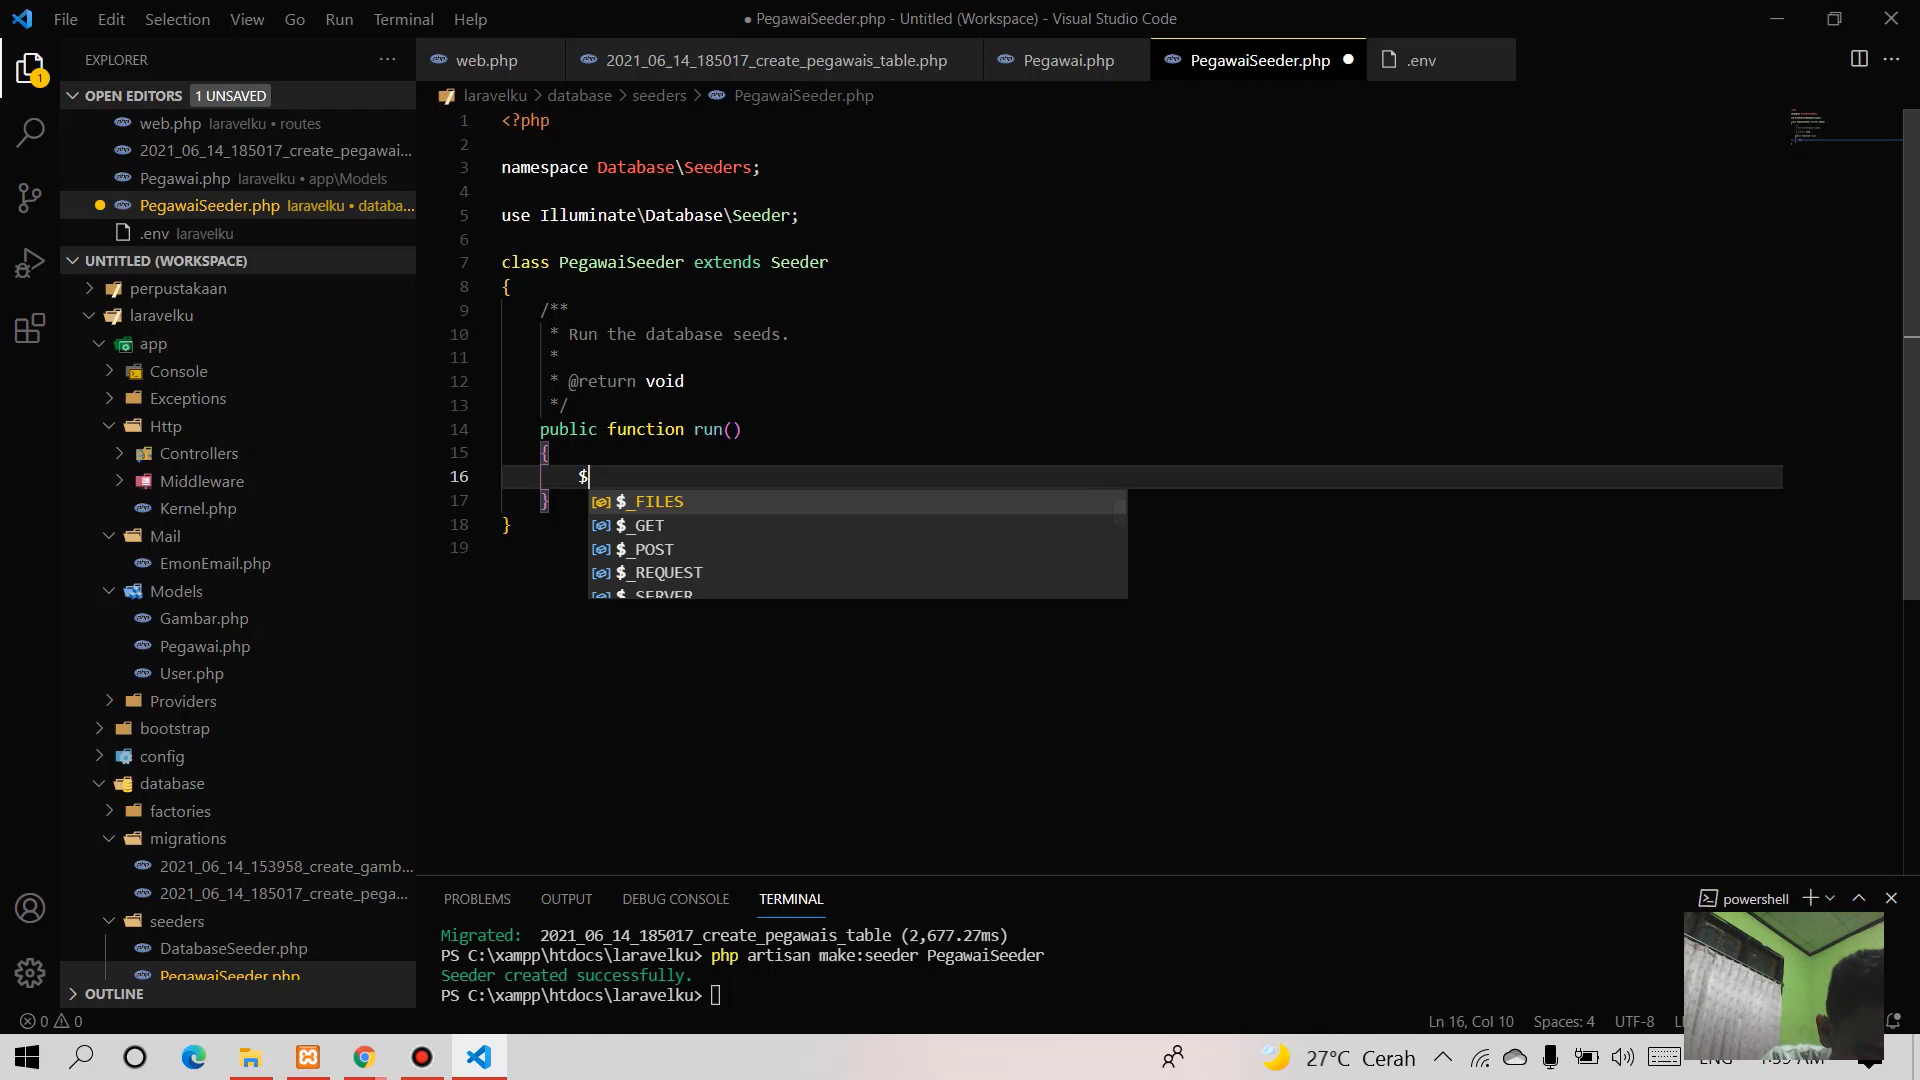 File Edit Selection View Go Run Terminal Help
● PegawaiSeeder.php - Untitled (Workspace) - Visual Studio Code
EXPLORER
OPEN EDITORS 1 UNSAVED
web.php laravelku • routes
2021_06_14_185017_create_pegawai...
Pegawai.php laravelku • app\Models
PegawaiSeeder.php laravelku • databa...
.env laravelku
UNTITLED (WORKSPACE)
perpustakaan
laravelku
app
Console
Exceptions
Http
Controllers
Middleware
Kernel.php
Mail
EmonEmail.php
Models
Gambar.php
Pegawai.php
User.php
Providers
bootstrap
config
database
factories
migrations
2021_06_14_153958_create_gamb...
2021_06_14_185017_create_pega...
seeders
DatabaseSeeder.php
PegawaiSeeder.php
OUTLINE
web.php 2021_06_14_185017_create_pegawais_table.php Pegawai.php PegawaiSeeder.php .env
laravelku > database > seeders > PegawaiSeeder.php
1 <?php
2
3 namespace Database\Seeders;
4
5 use Illuminate\Database\Seeder;
6
7 class PegawaiSeeder extends Seeder
8 {
9 /**
10 * Run the database seeds.
11 *
12 * @return void
13 */
14 public function run()
15 {
16 $
17 }
18 }
19
$_FILES
$_GET
$_POST
$_REQUEST
$_SERVER
PROBLEMS OUTPUT DEBUG CONSOLE TERMINAL
powershell
Migrated: 2021_06_14_185017_create_pegawais_table (2,677.27ms)
PS C:\xampp\htdocs\laravelku> php artisan make:seeder PegawaiSeeder
Seeder created successfully.
PS C:\xampp\htdocs\laravelku>
0 0
Ln 16, Col 10 Spaces: 4 UTF-8
27°C Cerah